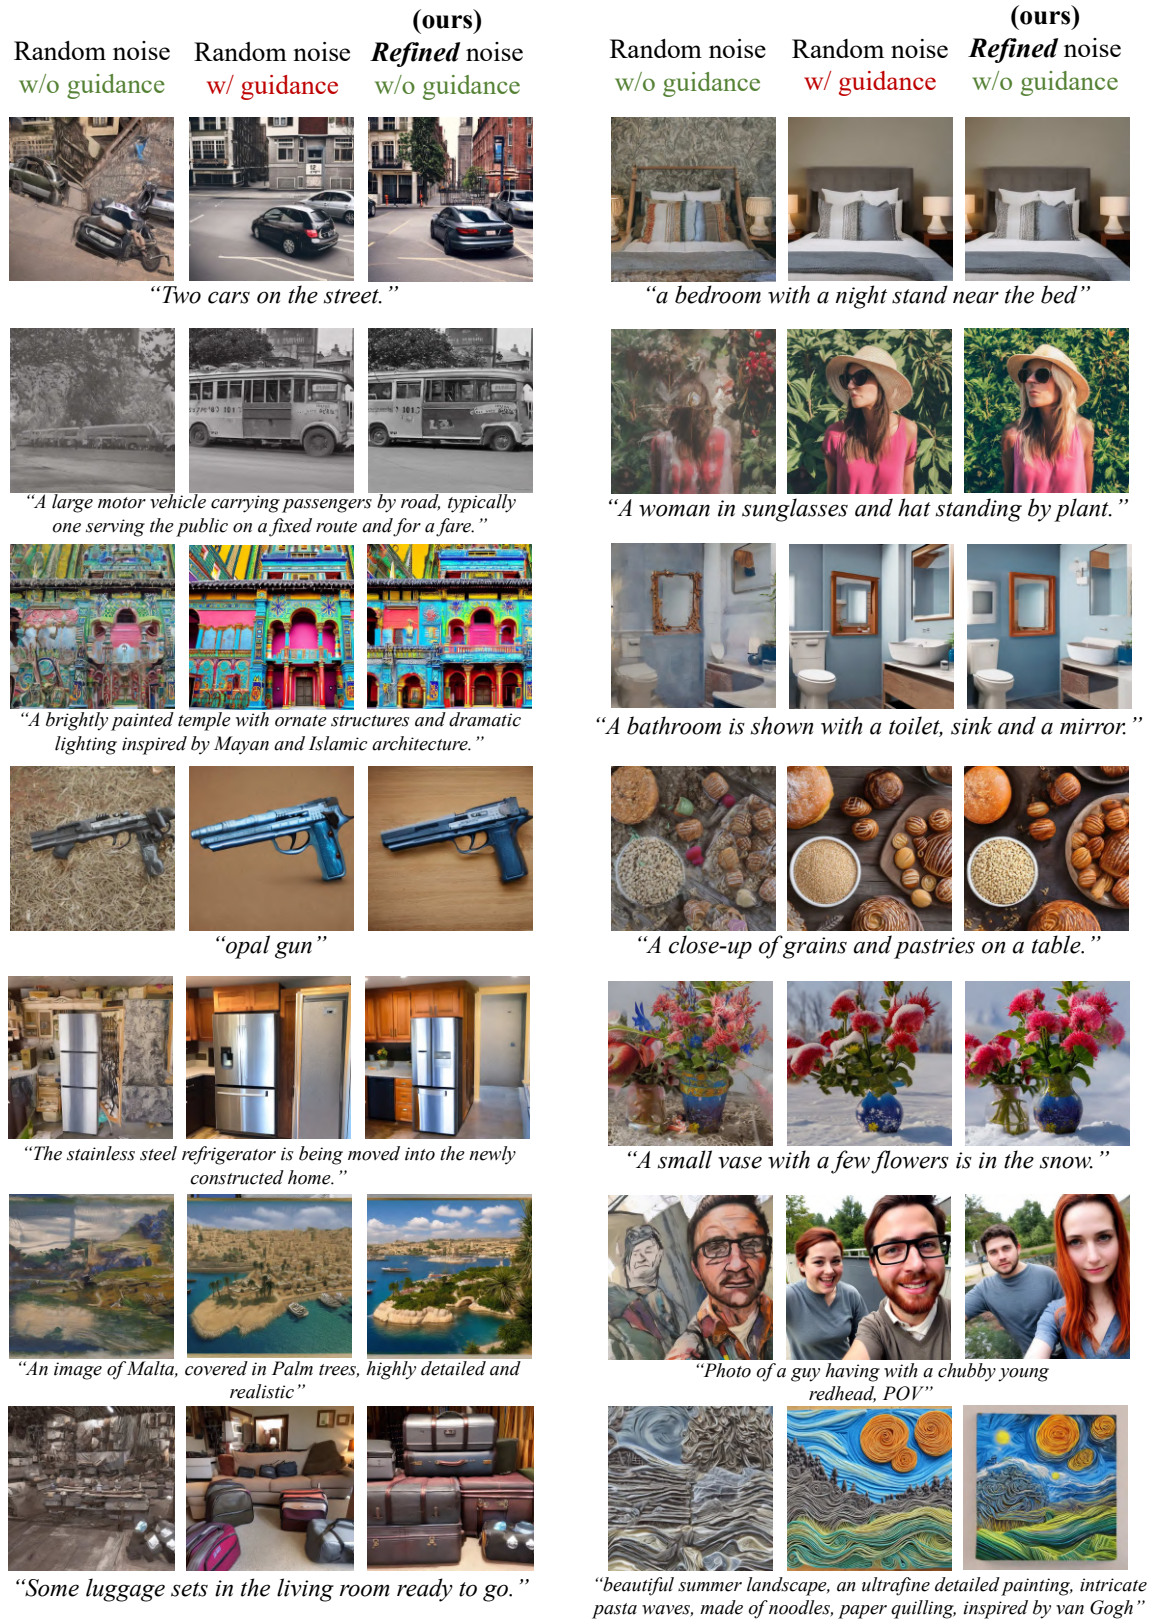 Random noise
w/o guidance
Random noise
w/ guidance
(ours)
Refined noise
w/o guidance
Random noise
w/o guidance
Random noise
w/ guidance
(ours)
Refined noise
w/o guidance
“Two cars on the street.”
“a bedroom with a night stand near the bed”
“A large motor vehicle carrying passengers by road, typically
one serving the public on a fixed route and for a fare.”
“A woman in sunglasses and hat standing by plant.”
“A brightly painted temple with ornate structures and dramatic
lighting inspired by Mayan and Islamic architecture.”
“A bathroom is shown with a toilet, sink and a mirror.”
“opal gun”
“A close-up of grains and pastries on a table.”
“The stainless steel refrigerator is being moved into the newly
constructed home.”
“A small vase with a few flowers is in the snow.”
“An image of Malta, covered in Palm trees, highly detailed and
realistic”
“Photo of a guy having with a chubby young
redhead, POV”
“Some luggage sets in the living room ready to go.”
“beautiful summer landscape, an ultrafine detailed painting, intricate
pasta waves, made of noodles, paper quilling, inspired by van Gogh”